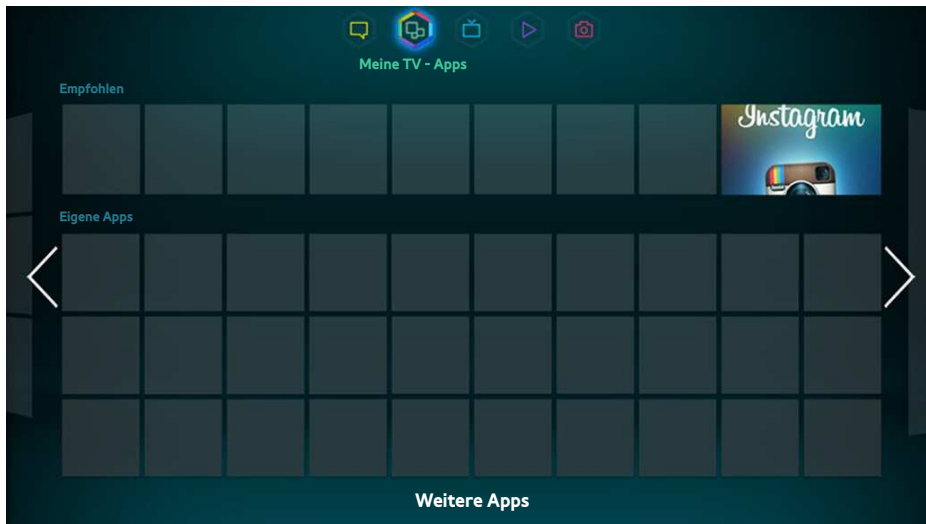 Meine TV - Apps
Empfohlen
Instagram
Eigene Apps
Weitere Apps